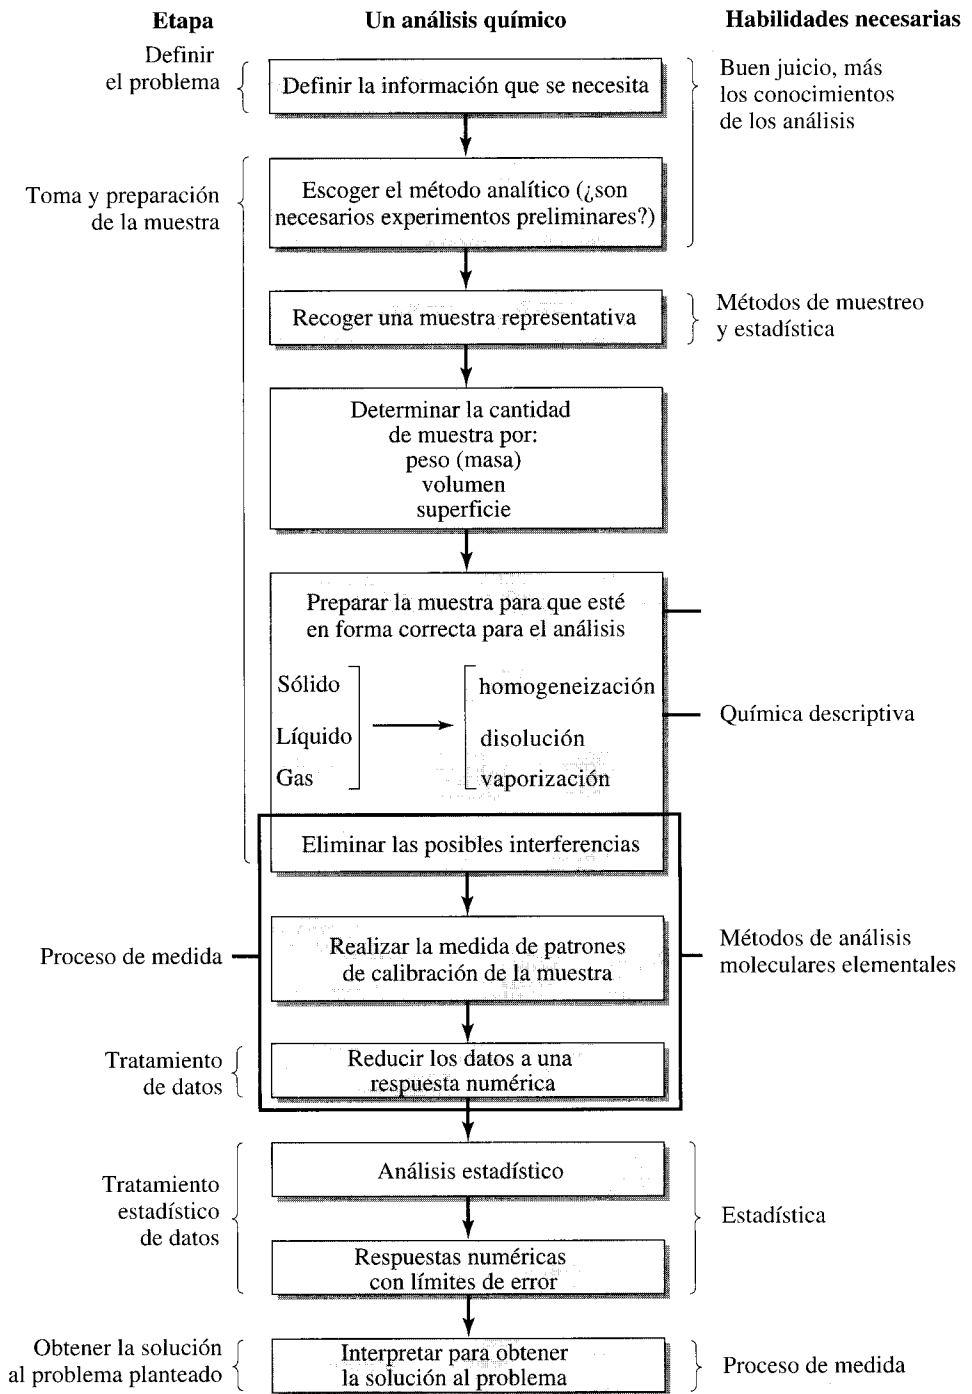 Etapa
Un análisis químico
Habilidades necesarias
Definir
el problema
Definir la información que se necesita
Buen juicio, más
los conocimientos
de los análisis
Toma y preparación
de la muestra
Escoger el método analítico (¿son
necesarios experimentos preliminares?)
Recoger una muestra representativa
Métodos de muestreo
y estadística
Determinar la cantidad
de muestra por:
peso (masa)
volumen
superficie
Preparar la muestra para que esté
en forma correcta para el análisis
Sólido
Líquido
Gas
homogeneización
disolución
vaporización
Química descriptiva
Eliminar las posibles interferencias
Proceso de medida
Realizar la medida de patrones
de calibración de la muestra
Métodos de análisis
moleculares elementales
Tratamiento
de datos
Reducir los datos a una
respuesta numérica
Tratamiento
estadístico
de datos
Análisis estadístico
Respuestas numéricas
con límites de error
Estadística
Obtener la solución
al problema planteado
Interpretar para obtener
la solución al problema
Proceso de medida